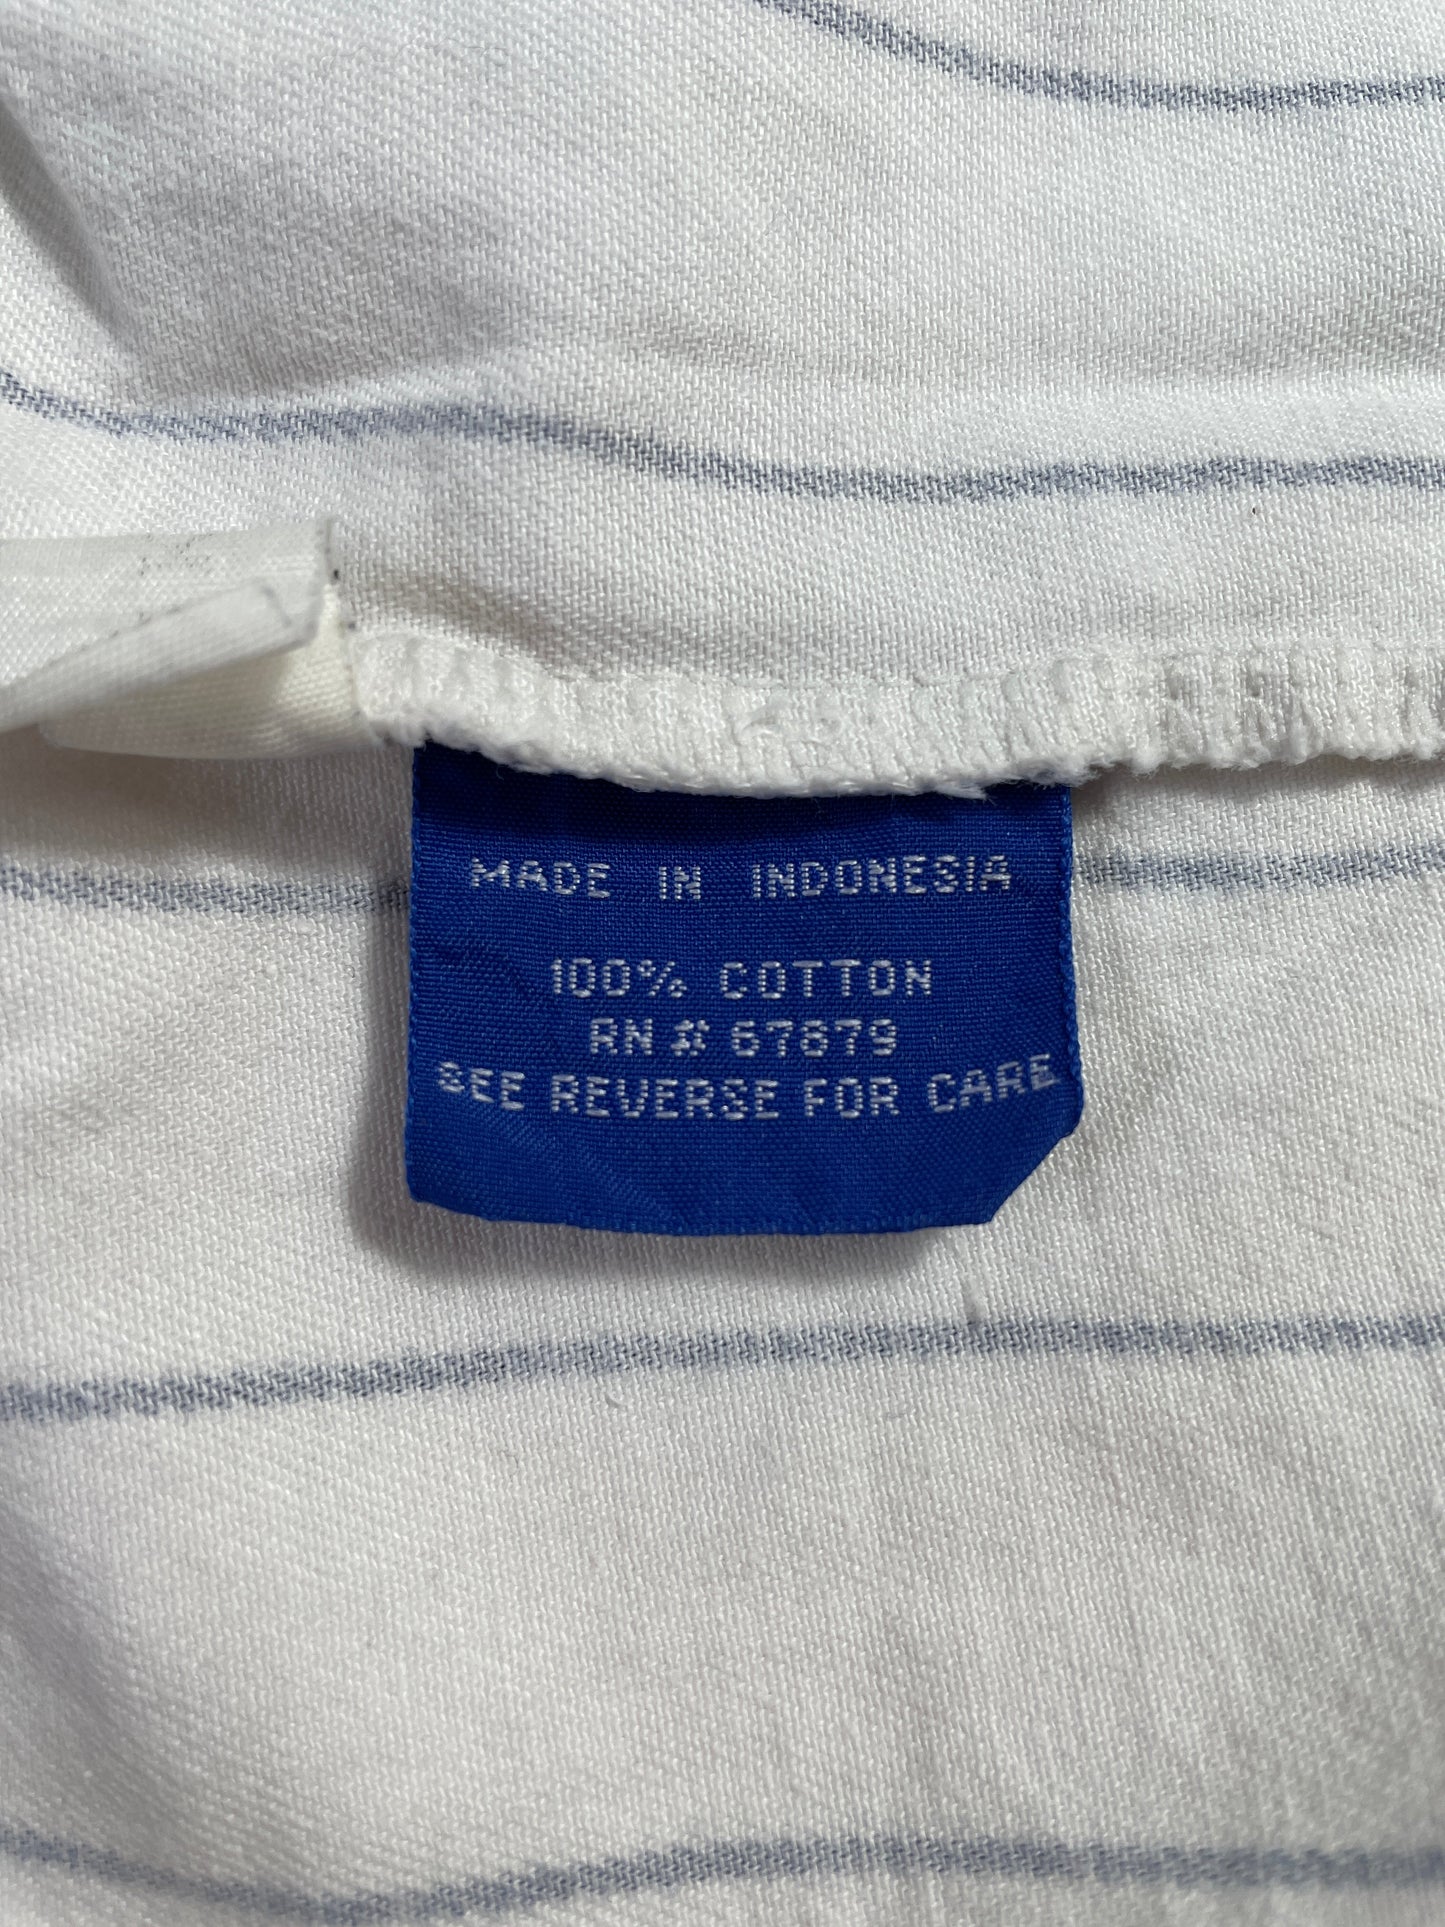 MADE IN INDONESIA
100% COTTON
RN # 67879
SEE REVERSE FOR CARE